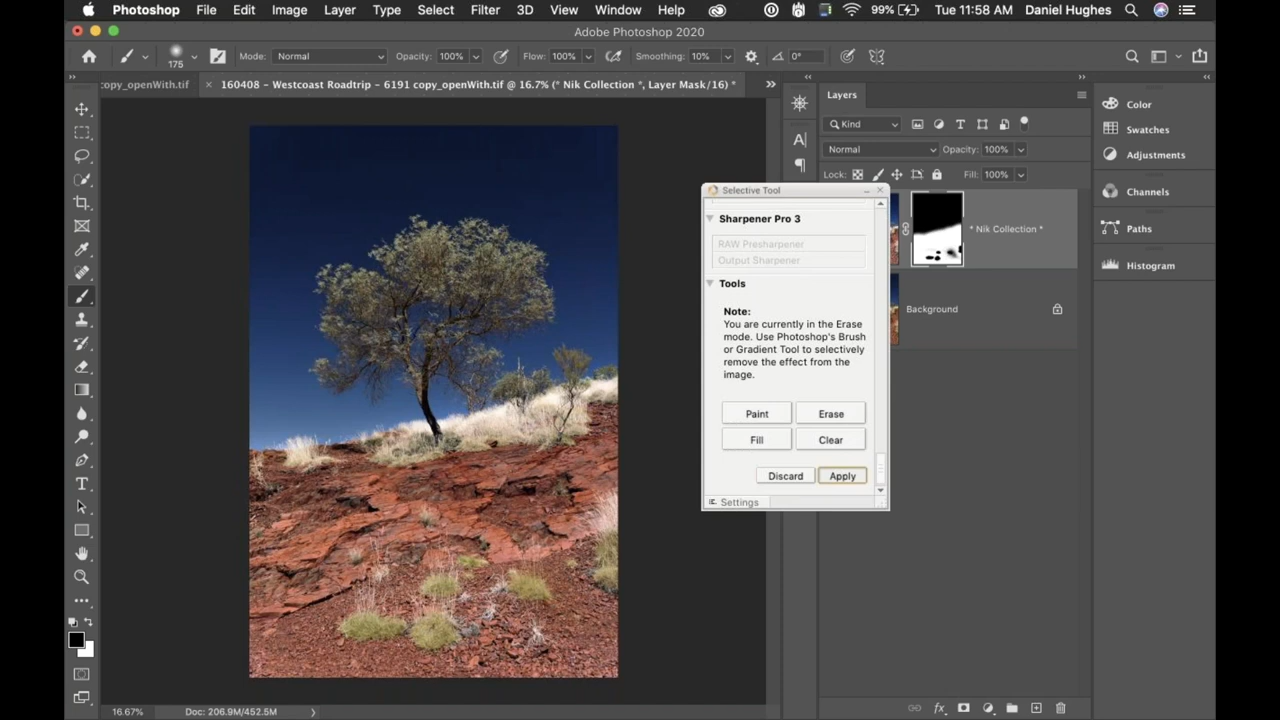 Photoshop File Edit Image Layer Type Select Filter 3D View Window Help 99% Tue 11:58 AM Daniel Hughes
Adobe Photoshop 2020
175 Mode: Normal Opacity: 100% Flow: 100% Smoothing: 10% 0°
copy_openWith.tif × 160408 - Westcoast Roadtrip - 6191 copy_openWith.tif @ 16.7% (* Nik Collection *, Layer Mask/16) *
Layers
Kind
Normal Opacity: 100%
Lock: Fill: 100%
* Nik Collection *
Background
Color
Swatches
Adjustments
Channels
Paths
Histogram
Selective Tool
Sharpener Pro 3
RAW Presharpener
Output Sharpener
Tools
Note:
You are currently in the Erase
mode. Use Photoshop's Brush
or Gradient Tool to selectively
remove the effect from the
image.
Paint Erase
Fill Clear
Discard Apply
Settings
16.67% Doc: 206.9M/452.5M